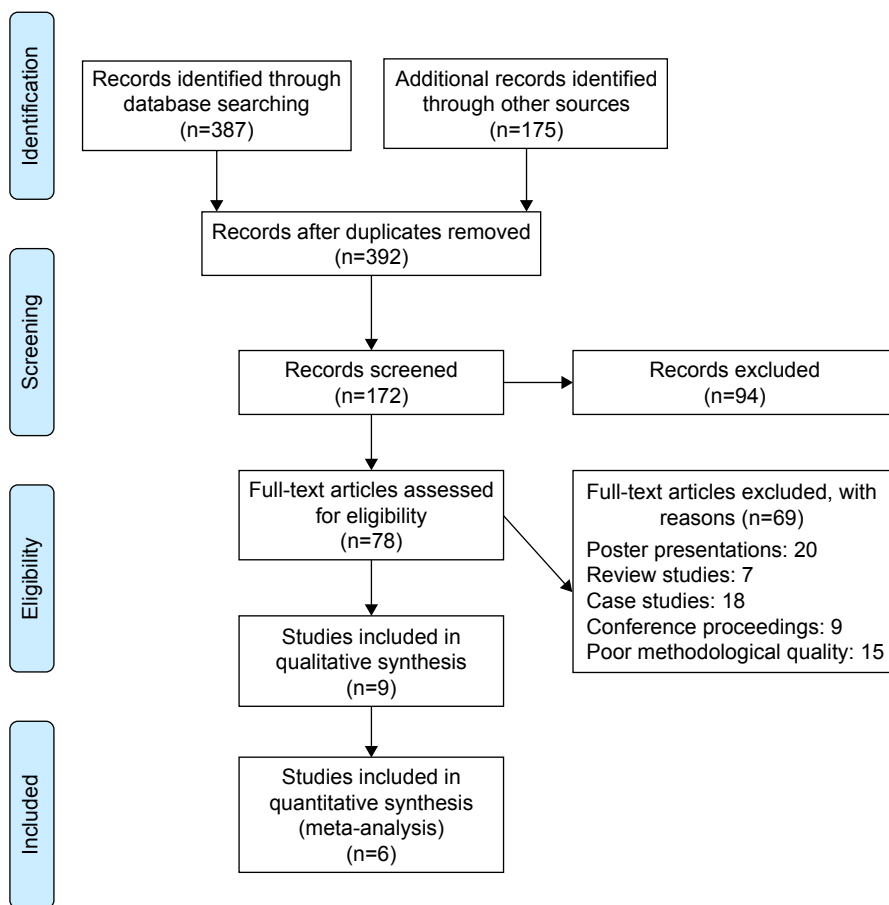 Identification
Records identified through
database searching
(n=387)
Additional records identified
through other sources
(n=175)
Records after duplicates removed
(n=392)
Screening
Records screened
(n=172)
Records excluded
(n=94)
Eligibility
Full-text articles assessed
for eligibility
(n=78)
Full-text articles excluded, with
reasons (n=69)
Poster presentations: 20
Review studies: 7
Case studies: 18
Conference proceedings: 9
Poor methodological quality: 15
Studies included in
qualitative synthesis
(n=9)
Included
Studies included in
quantitative synthesis
(meta-analysis)
(n=6)